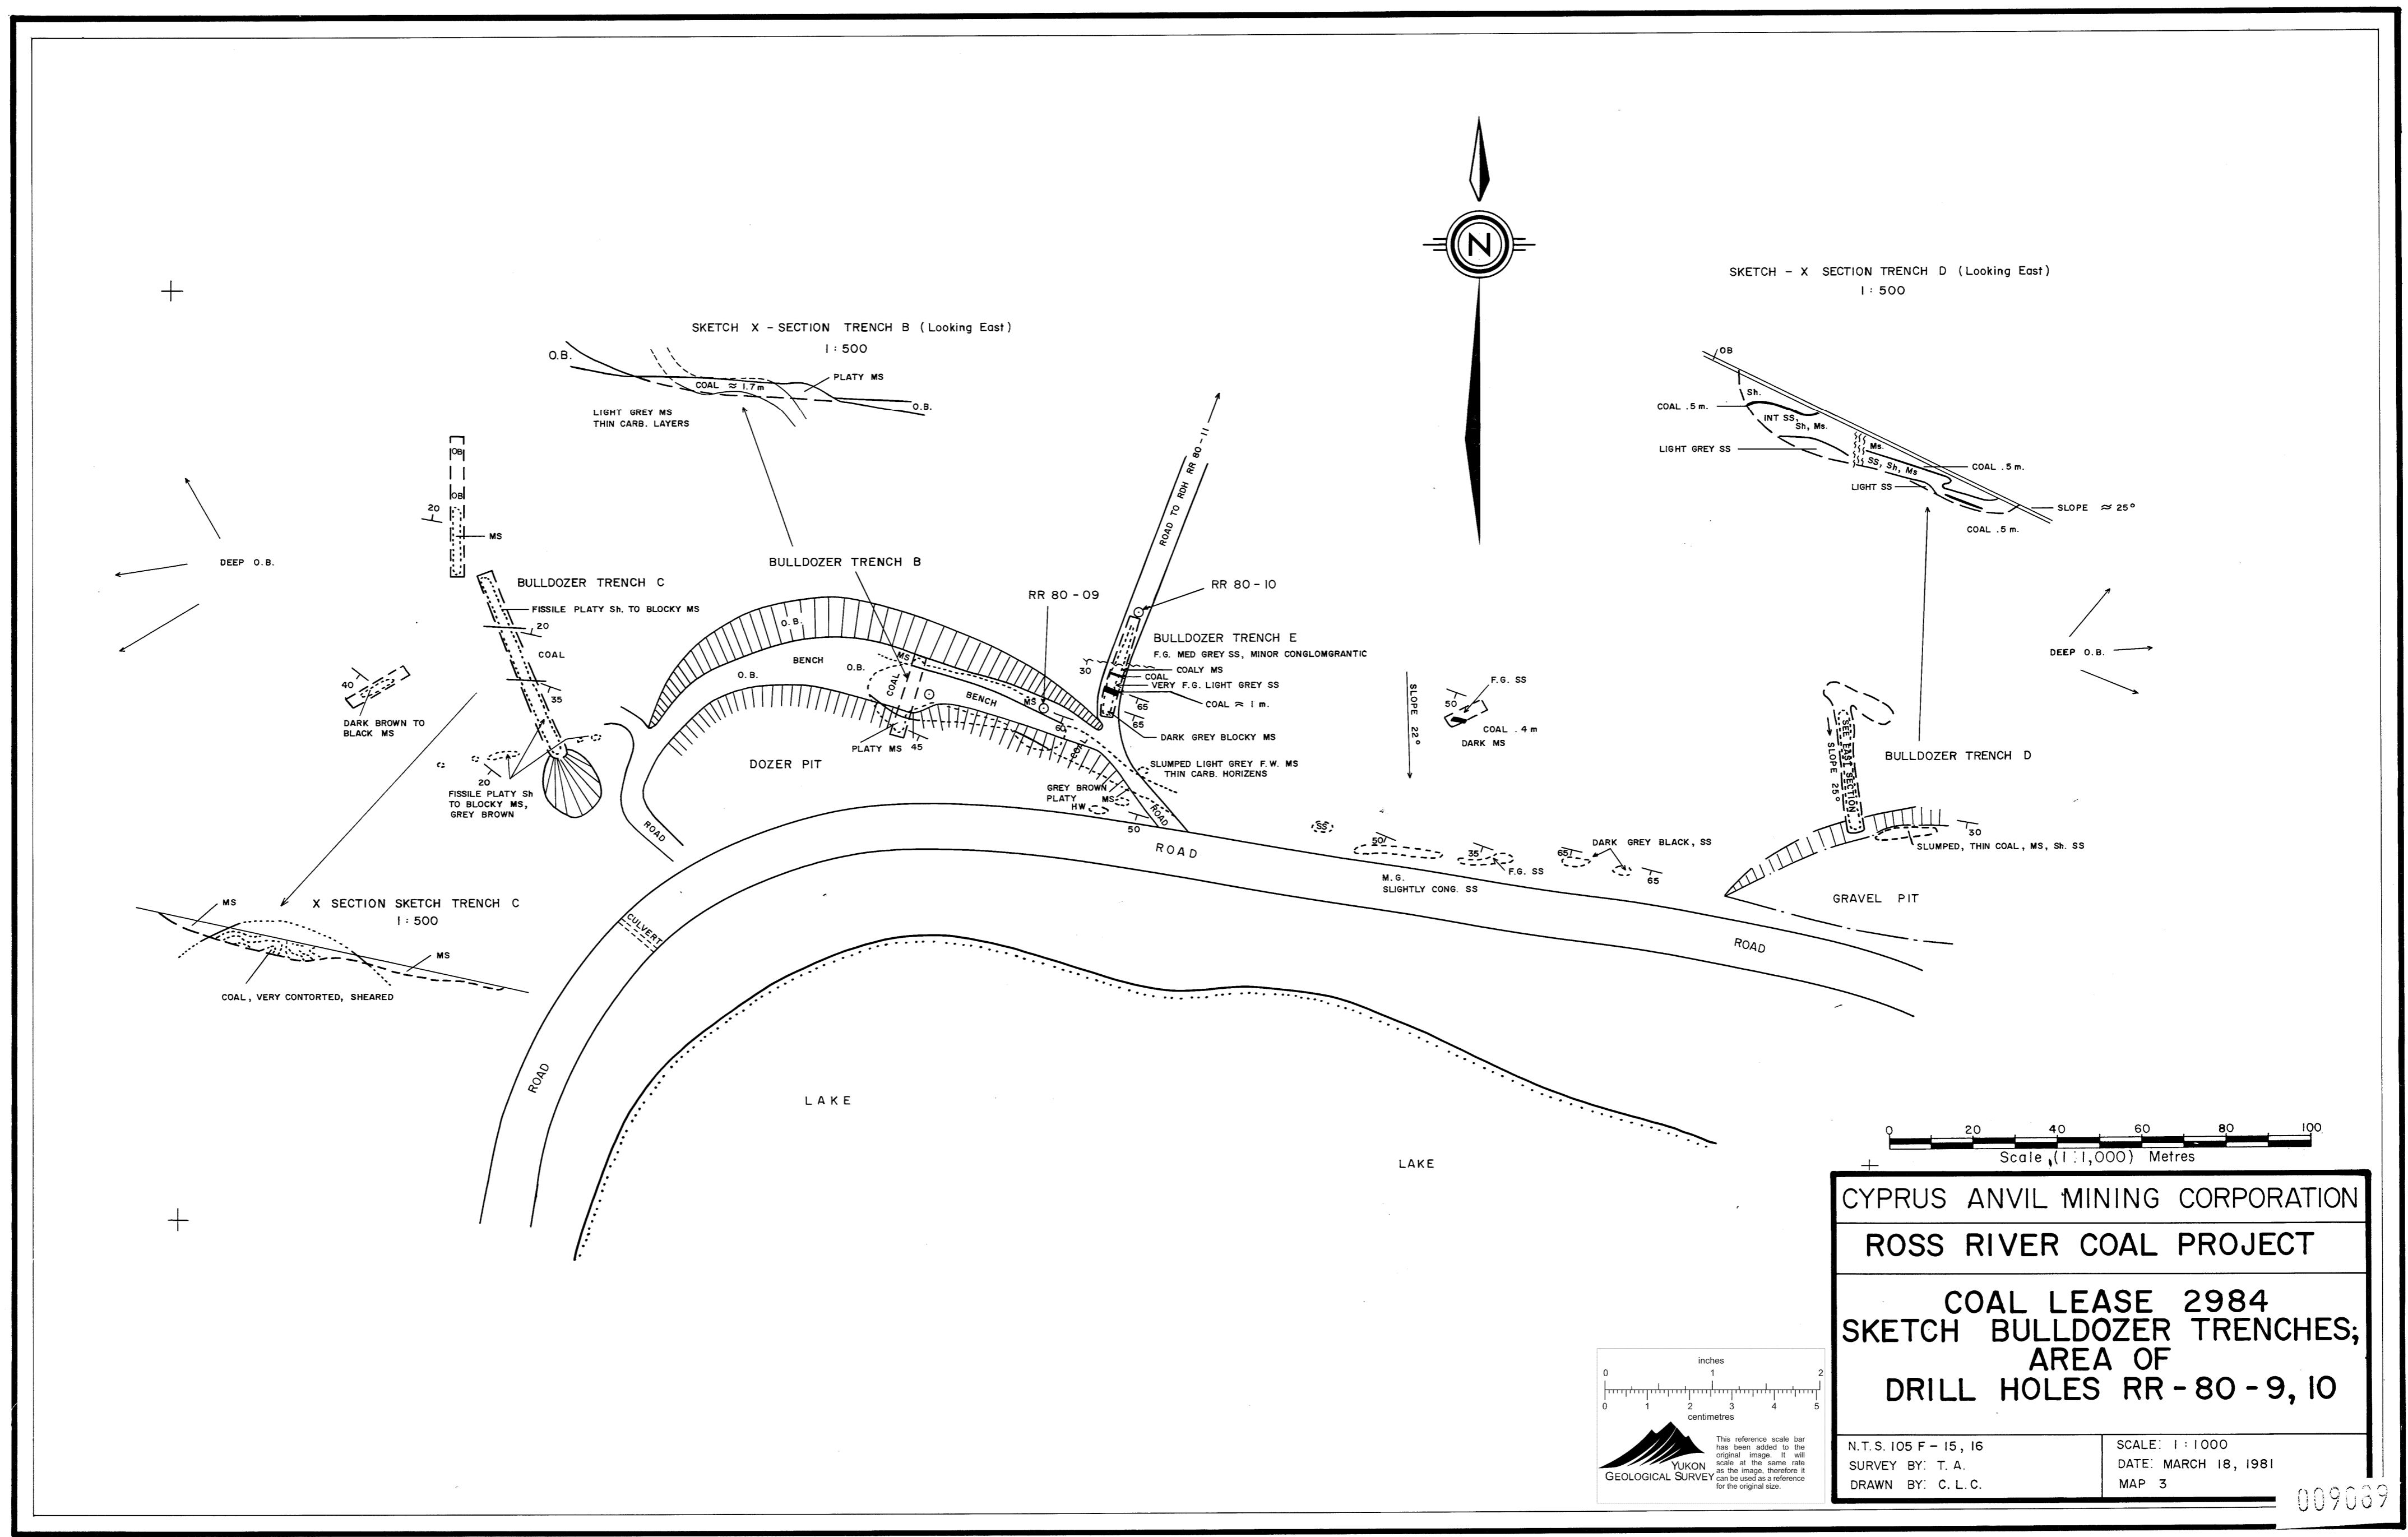 SKETCH X - SECTION TRENCH B (Looking East)
1 : 500
O.B.
COAL ≈ 1.7 m
PLATY MS
O.B.
LIGHT GREY MS
THIN CARB. LAYERS
N
SKETCH - X SECTION TRENCH D (Looking East)
1 : 500
OB
Sh.
COAL .5 m.
INT SS,
Sh, Ms.
LIGHT GREY SS
Ms.
SS, Sh, Ms
COAL .5 m.
LIGHT SS
SLOPE ≈ 25°
COAL .5 m.
OB
OB
20
MS
DEEP O.B.
BULLDOZER TRENCH C
FISSILE PLATY Sh. TO BLOCKY MS
20
COAL
35
40
DARK BROWN TO
BLACK MS
20
FISSILE PLATY Sh
TO BLOCKY MS,
GREY BROWN
BULLDOZER TRENCH B
O.B.
BENCH
O.B.
O.B.
MS
COAL
BENCH
MS
PLATY MS
45
DOZER PIT
60
COAL
RR 80 - 09
RR 80 - 10
ROAD TO RDH RR 80 - 11
BULLDOZER TRENCH E
F.G. MED GREY SS, MINOR CONGLOMGRANTIC
30
COALY MS
COAL
VERY F.G. LIGHT GREY SS
65
COAL ≈ 1 m.
65
DARK GREY BLOCKY MS
SLUMPED LIGHT GREY F.W. MS
THIN CARB. HORIZENS
GREY BROWN
PLATY MS
HW
50
ROAD
ROAD
ROAD
SLOPE 22°
50
F.G. SS
COAL .4 m
DARK MS
SS
50
M.G.
SLIGHTLY CONG. SS
35
F.G. SS
65
DARK GREY BLACK, SS
65
DEEP O.B.
BULLDOZER TRENCH D
SEE EAST SECTION
SLOPE 25°
30
SLUMPED, THIN COAL, MS, Sh. SS
GRAVEL PIT
ROAD
MS
X SECTION SKETCH TRENCH C
1 : 500
MS
COAL, VERY CONTORTED, SHEARED
CULVERT
ROAD
LAKE
LAKE
0 20 40 60 80 100
Scale (1 : 1,000) Metres
CYPRUS ANVIL MINING CORPORATION
ROSS RIVER COAL PROJECT
COAL LEASE 2984
SKETCH BULLDOZER TRENCHES;
AREA OF
DRILL HOLES RR - 80 - 9, 10
N.T.S. 105 F - 15, 16
SURVEY BY: T. A.
DRAWN BY: C. L. C.
SCALE: 1 : 1000
DATE: MARCH 18, 1981
MAP 3
inches
0 1 2
0 1 2 3 4 5
centimetres
YUKON
GEOLOGICAL SURVEY
This reference scale bar
has been added to the
original image. It will
scale at the same rate
as the image, therefore it
can be used as a reference
for the original size.